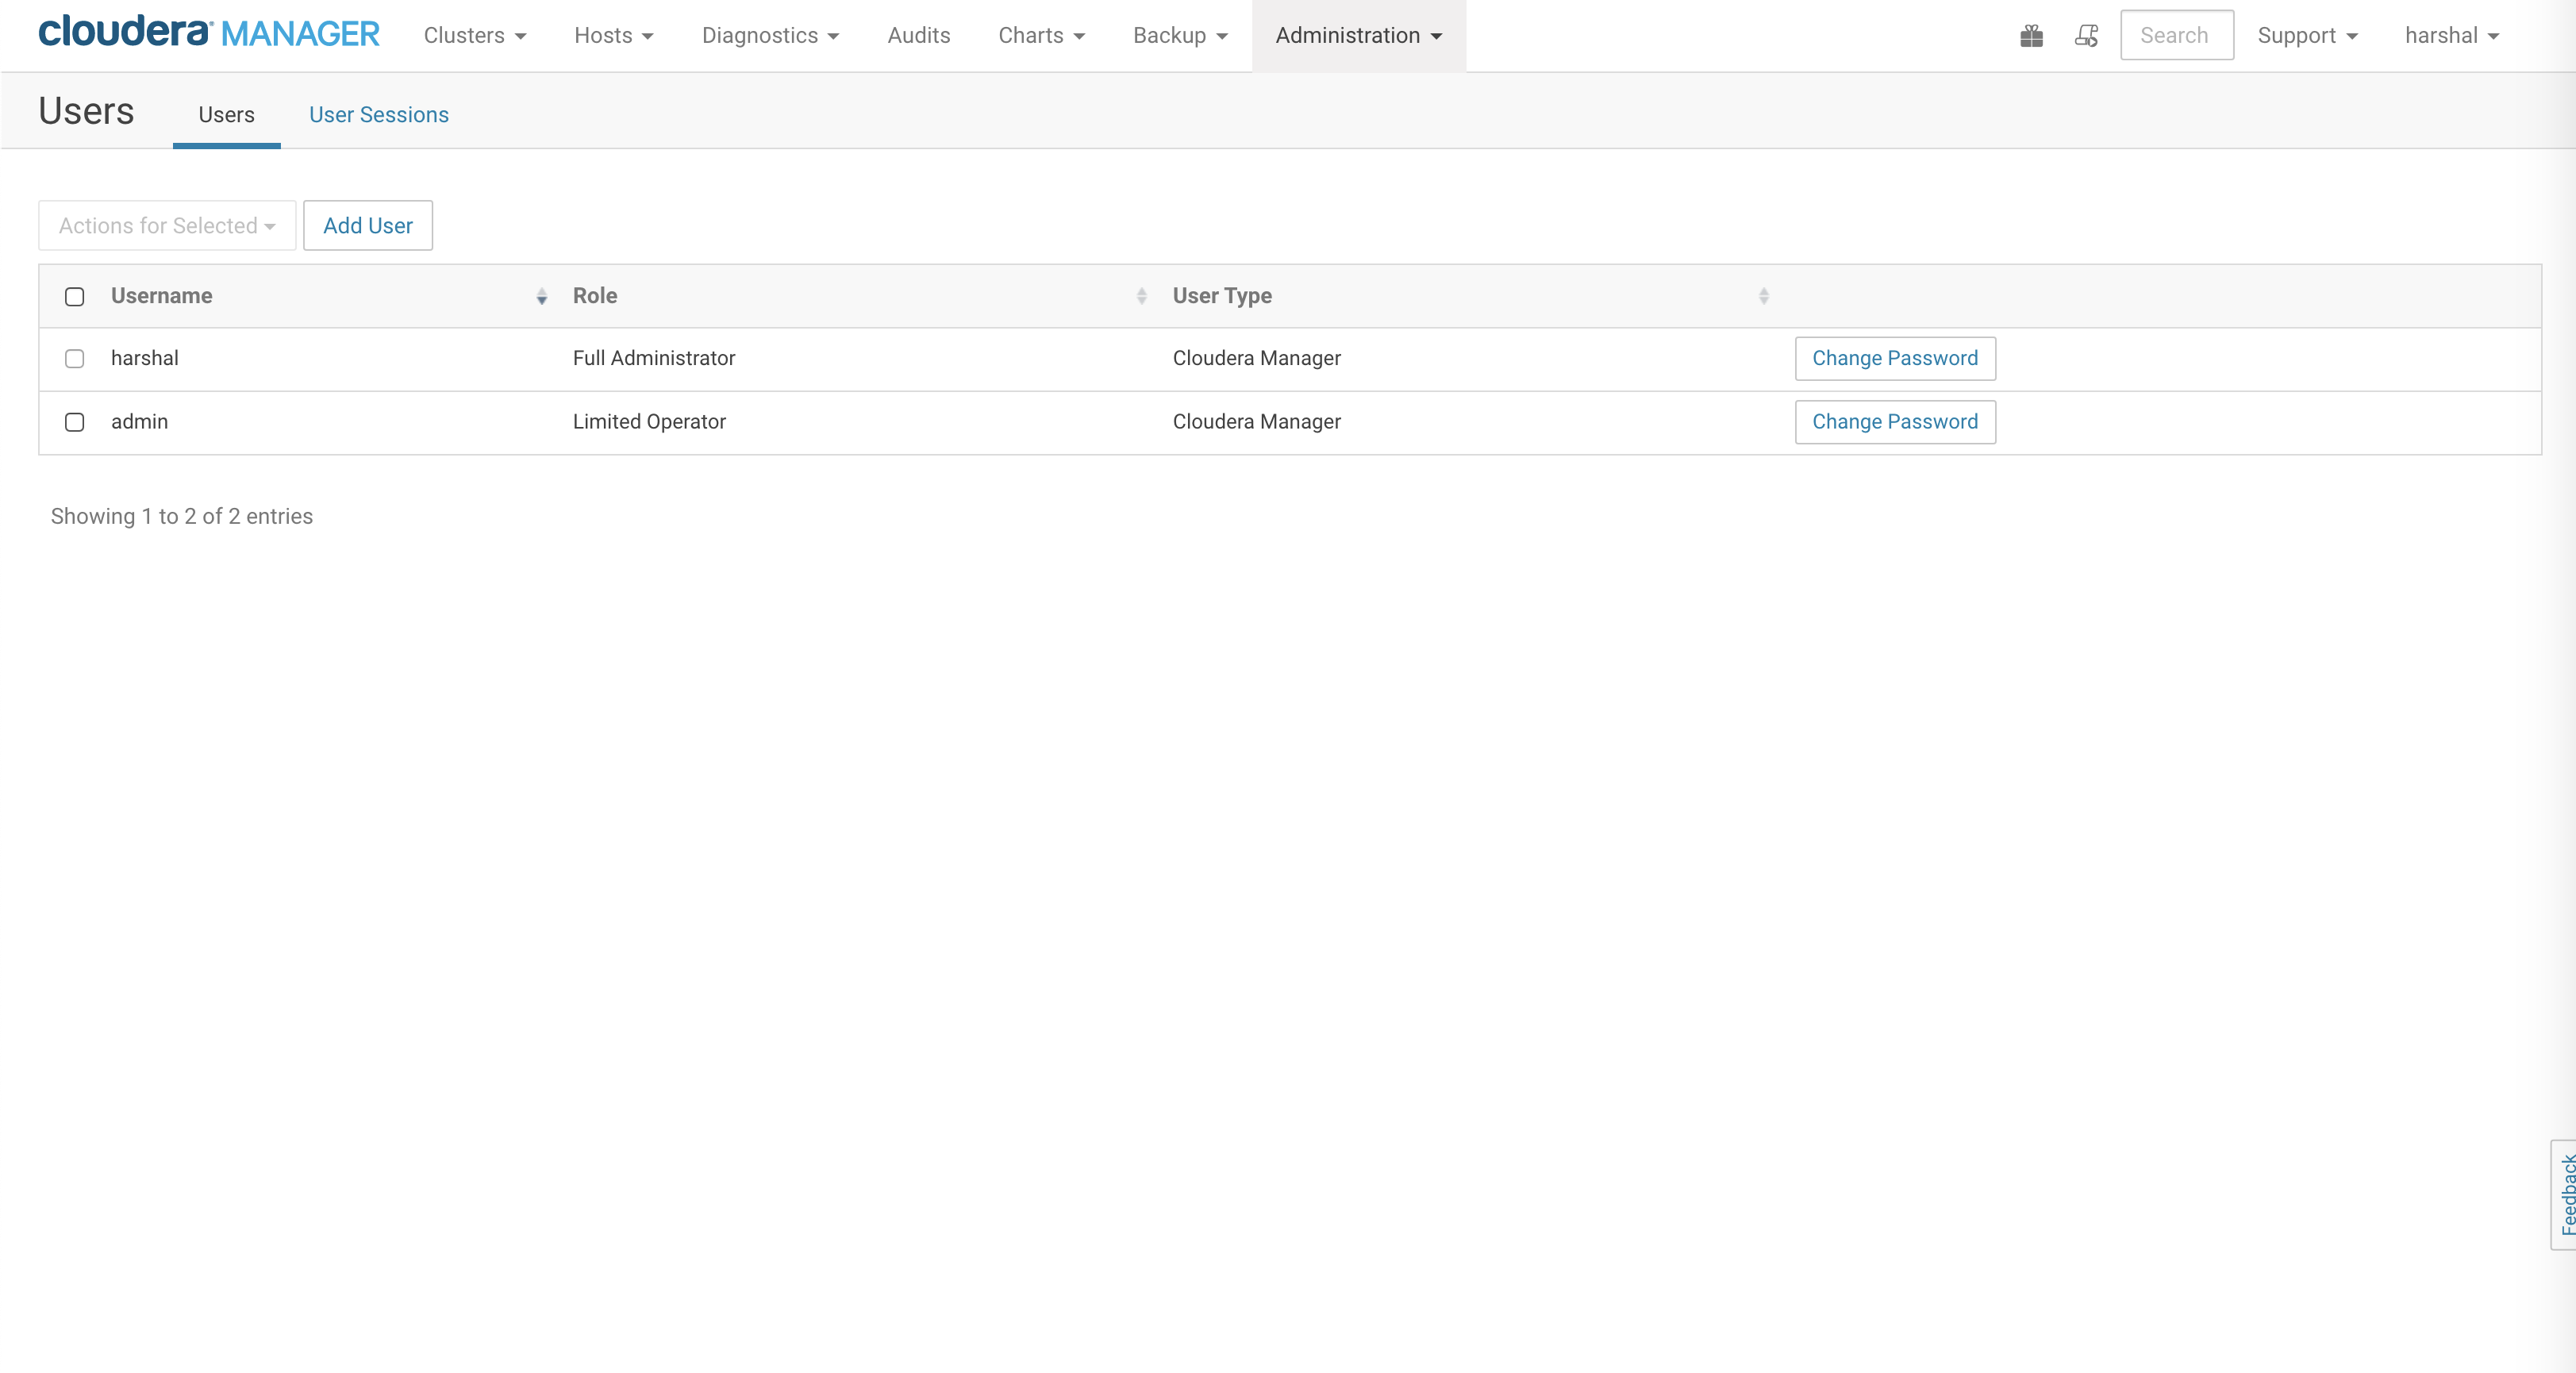 cloudera MANAGER Clusters Hosts Diagnostics Audits Charts Backup Administration Search Support harshal
Users Users User Sessions
Actions for Selected Add User
Username Role User Type
harshal Full Administrator Cloudera Manager Change Password
admin Limited Operator Cloudera Manager Change Password
Showing 1 to 2 of 2 entries
Feedback